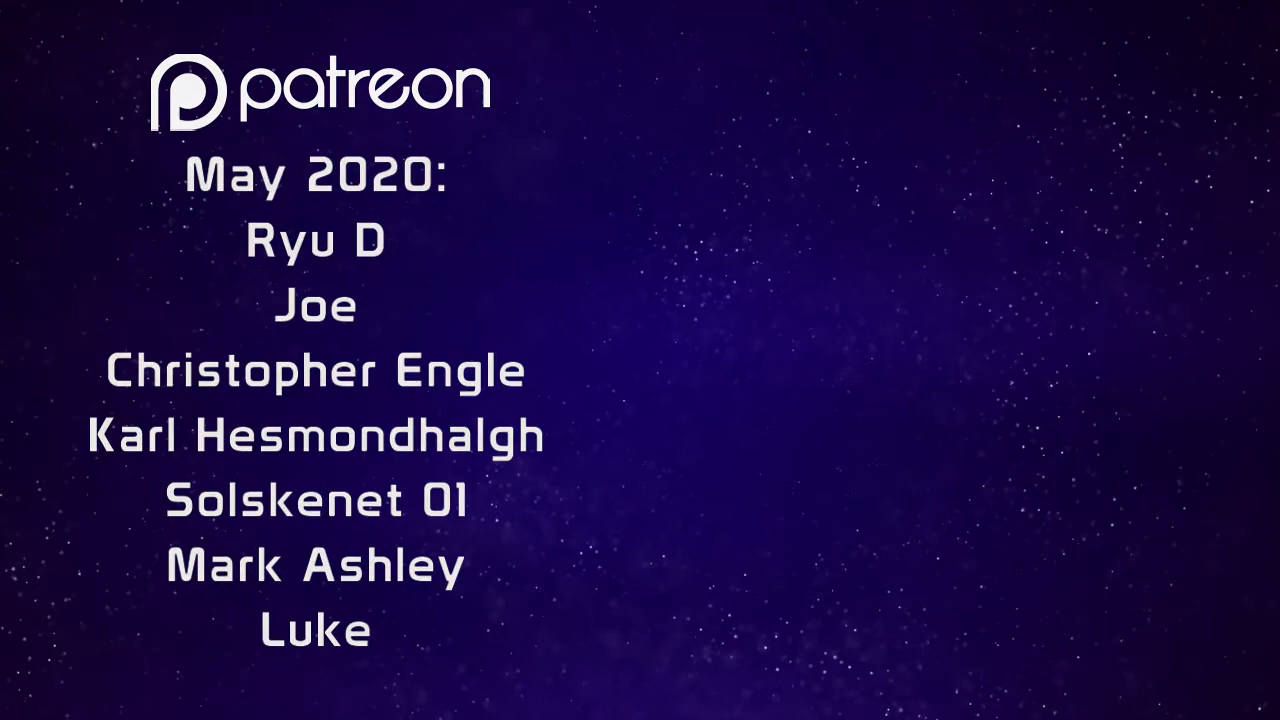 patreon
May 2020:
Ryu D
Joe
Christopher Engle
Karl Hesmondhalgh
Solskenet 01
Mark Ashley
Luke